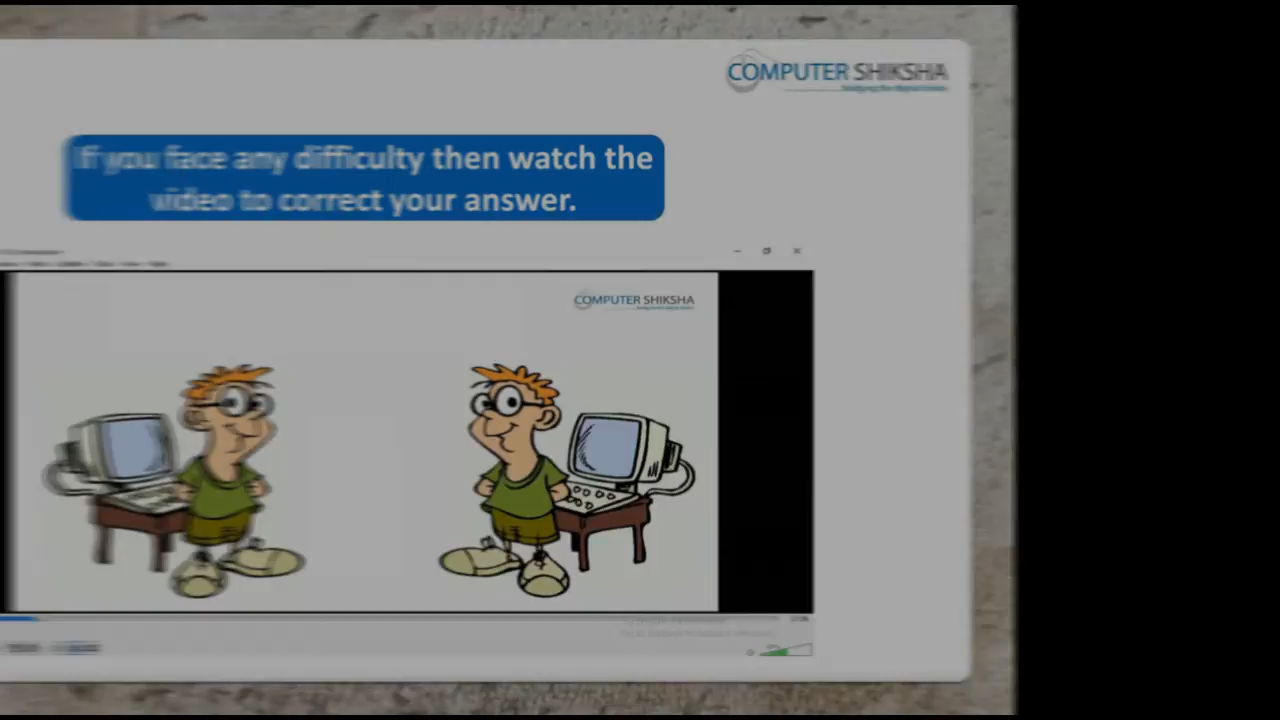 COMPUTER SHIKSHA
If you face any difficulty then watch the
video to correct your answer.
COMPUTER SHIKSHA